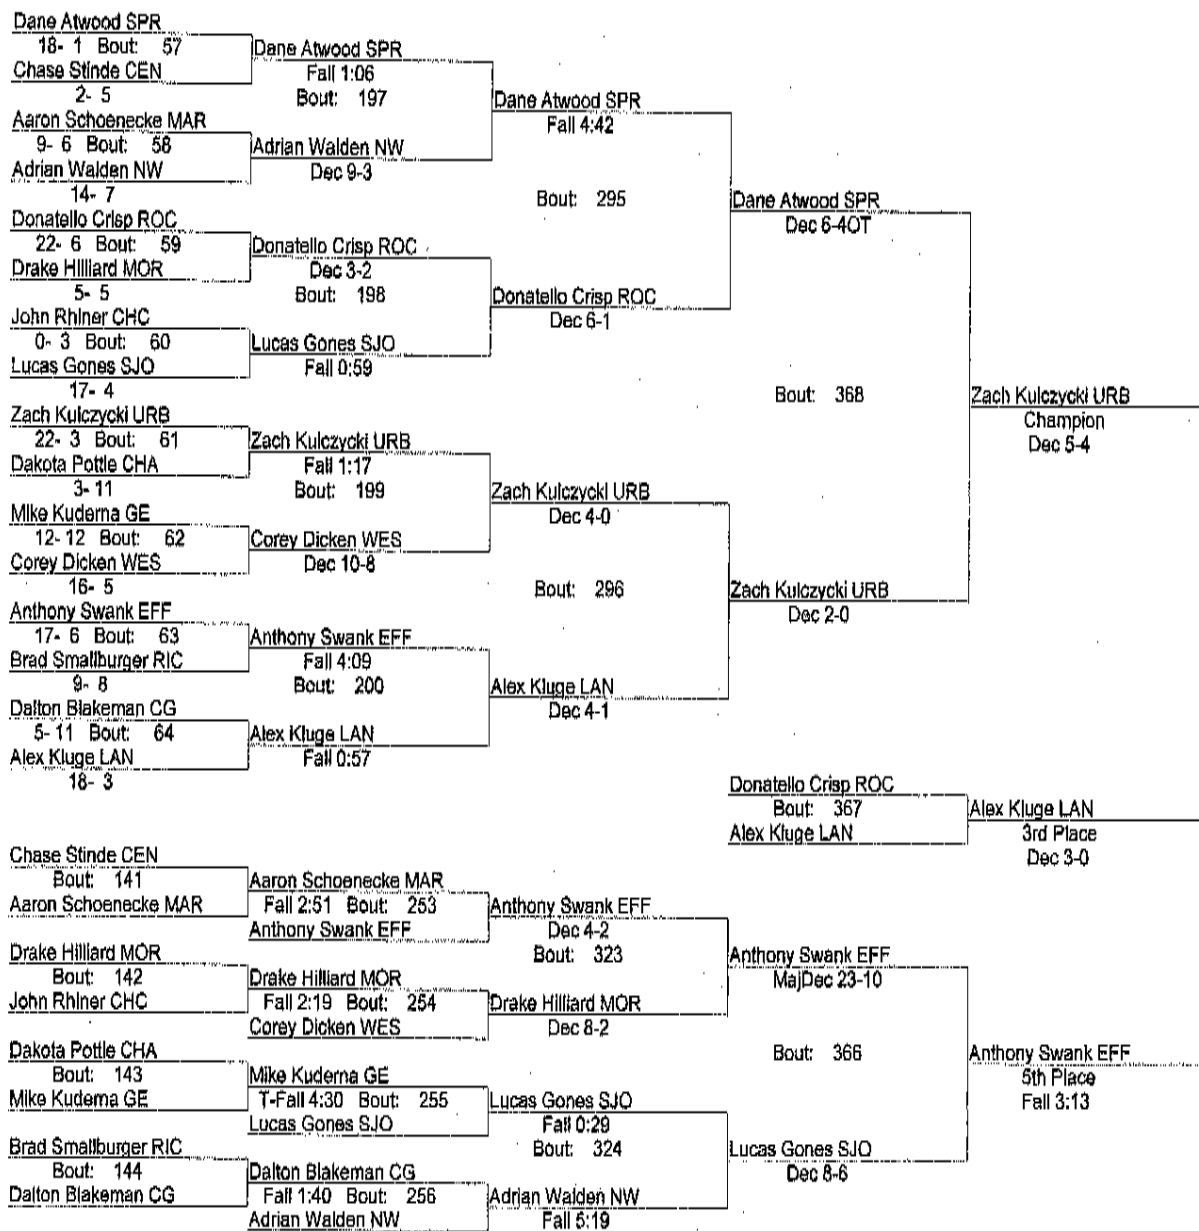 Dane Atwood SPR
18- 1 Bout: 57
Chase Stinde CEN
2- 5
Aaron Schoenecke MAR
9- 6 Bout: 58
Adrian Walden NW
14- 7
Donatello Crisp ROC
22- 6 Bout: 59
Drake Hilliard MOR
5- 5
John Rhiner CHC
0- 3 Bout: 60
Lucas Gones SJO
17- 4
Zach Kulczycki URB
22- 3 Bout: 61
Dakota Pottle CHA
3- 11
Mike Kuderna GE
12- 12 Bout: 62
Corey Dicken WES
16- 5
Anthony Swank EFF
17- 6 Bout: 63
Brad Smallburger RIC
9- 8
Dalton Blakeman CG
5- 11 Bout: 64
Alex Kluge LAN
18- 3
Dane Atwood SPR
Fall 1:06
Bout: 197
Adrian Walden NW
Dec 9-3
Donatello Crisp ROC
Dec 3-2
Bout: 198
Lucas Gones SJO
Fall 0:59
Zach Kulczycki URB
Fall 1:17
Bout: 199
Corey Dicken WES
Dec 10-8
Anthony Swank EFF
Fall 4:09
Bout: 200
Alex Kluge LAN
Fall 0:57
Dane Atwood SPR
Fall 4:42
Bout: 295
Donatello Crisp ROC
Dec 6-1
Zach Kulczycki URB
Dec 4-0
Bout: 296
Alex Kluge LAN
Dec 4-1
Dane Atwood SPR
Dec 6-4OT
Bout: 368
Zach Kulczycki URB
Dec 2-0
Zach Kulczycki URB
Champion
Dec 5-4
Donatello Crisp ROC
Bout: 367
Alex Kluge LAN
Alex Kluge LAN
3rd Place
Dec 3-0
Chase Stinde CEN
Bout: 141
Aaron Schoenecke MAR
Drake Hilliard MOR
Bout: 142
John Rhiner CHC
Dakota Pottle CHA
Bout: 143
Mike Kuderna GE
Brad Smallburger RIC
Bout: 144
Dalton Blakeman CG
Aaron Schoenecke MAR
Fall 2:51 Bout: 253
Anthony Swank EFF
Drake Hilliard MOR
Fall 2:19 Bout: 254
Corey Dicken WES
Mike Kuderna GE
T-Fall 4:30 Bout: 255
Lucas Gones SJO
Dalton Blakeman CG
Fall 1:40 Bout: 256
Adrian Walden NW
Anthony Swank EFF
Dec 4-2
Bout: 323
Drake Hilliard MOR
Dec 8-2
Lucas Gones SJO
Fall 0:29
Bout: 324
Adrian Walden NW
Fall 5:19
Anthony Swank EFF
MajDec 23-10
Bout: 366
Lucas Gones SJO
Dec 8-6
Anthony Swank EFF
5th Place
Fall 3:13